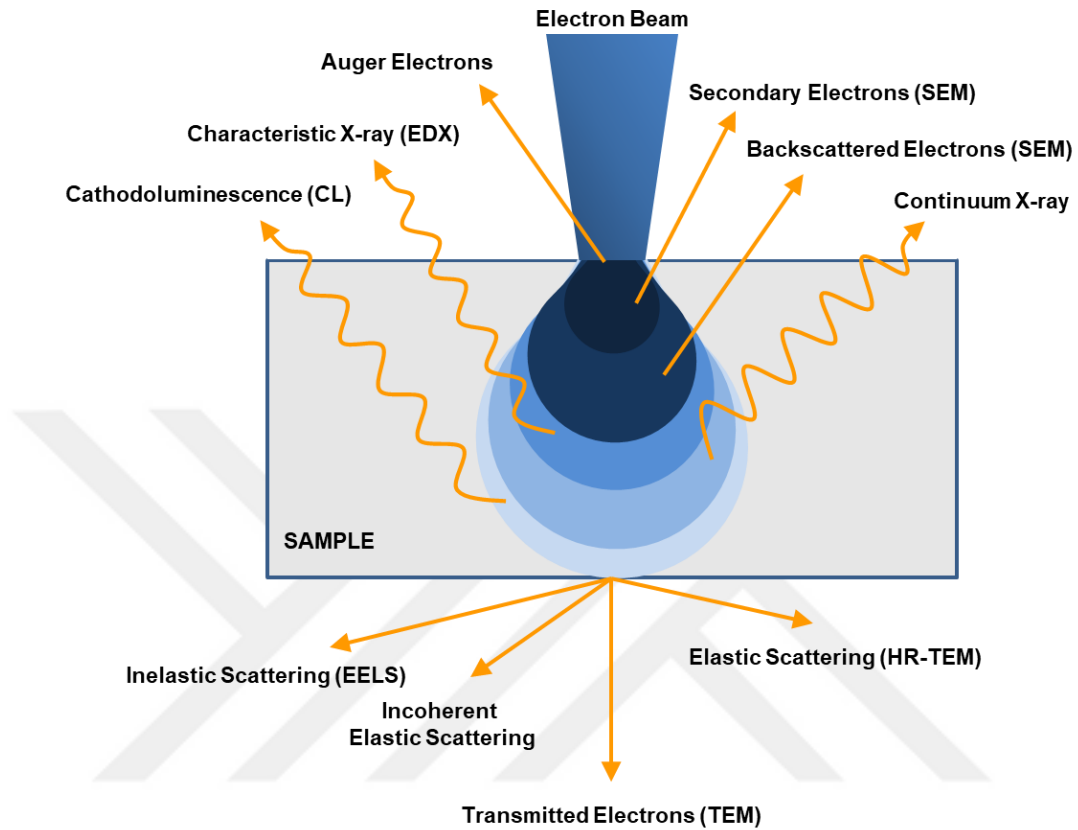 Electron Beam
Auger Electrons
Secondary Electrons (SEM)
Characteristic X-ray (EDX)
Backscattered Electrons (SEM)
Cathodoluminescence (CL)
Continuum X-ray
SAMPLE
Elastic Scattering (HR-TEM)
Inelastic Scattering (EELS)
Incoherent
Elastic Scattering
Transmitted Electrons (TEM)